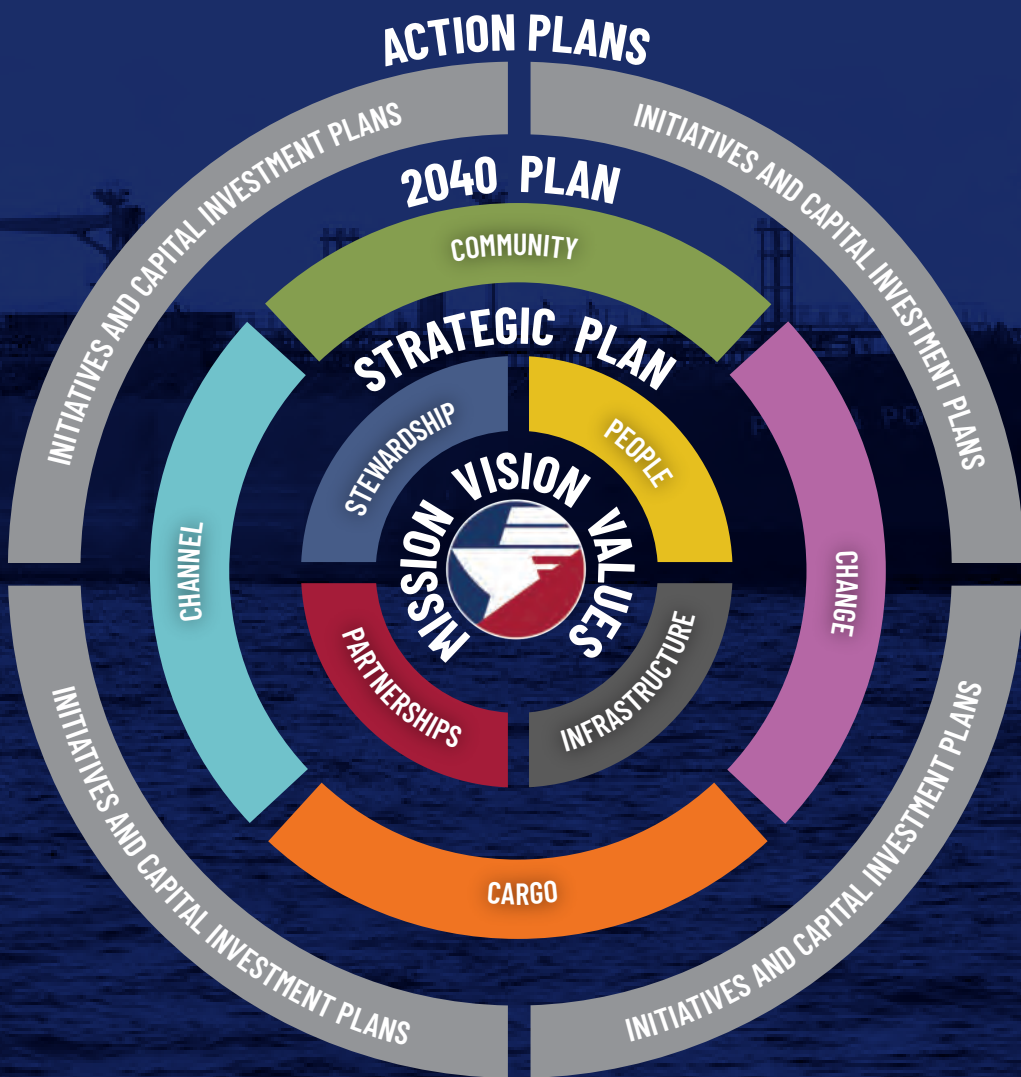 ACTION PLANS
INITIATIVES AND CAPITAL INVESTMENT PLANS
INITIATIVES AND CAPITAL INVESTMENT PLANS
2040 PLAN
COMMUNITY
STRATEGIC PLAN
STEWARDSHIP
PEOPLE
MISSION VISION VALUES
CHANNEL
CHANGE
PARTNERSHIPS
INFRASTRUCTURE
CARGO
INITIATIVES AND CAPITAL INVESTMENT PLANS
INITIATIVES AND CAPITAL INVESTMENT PLANS